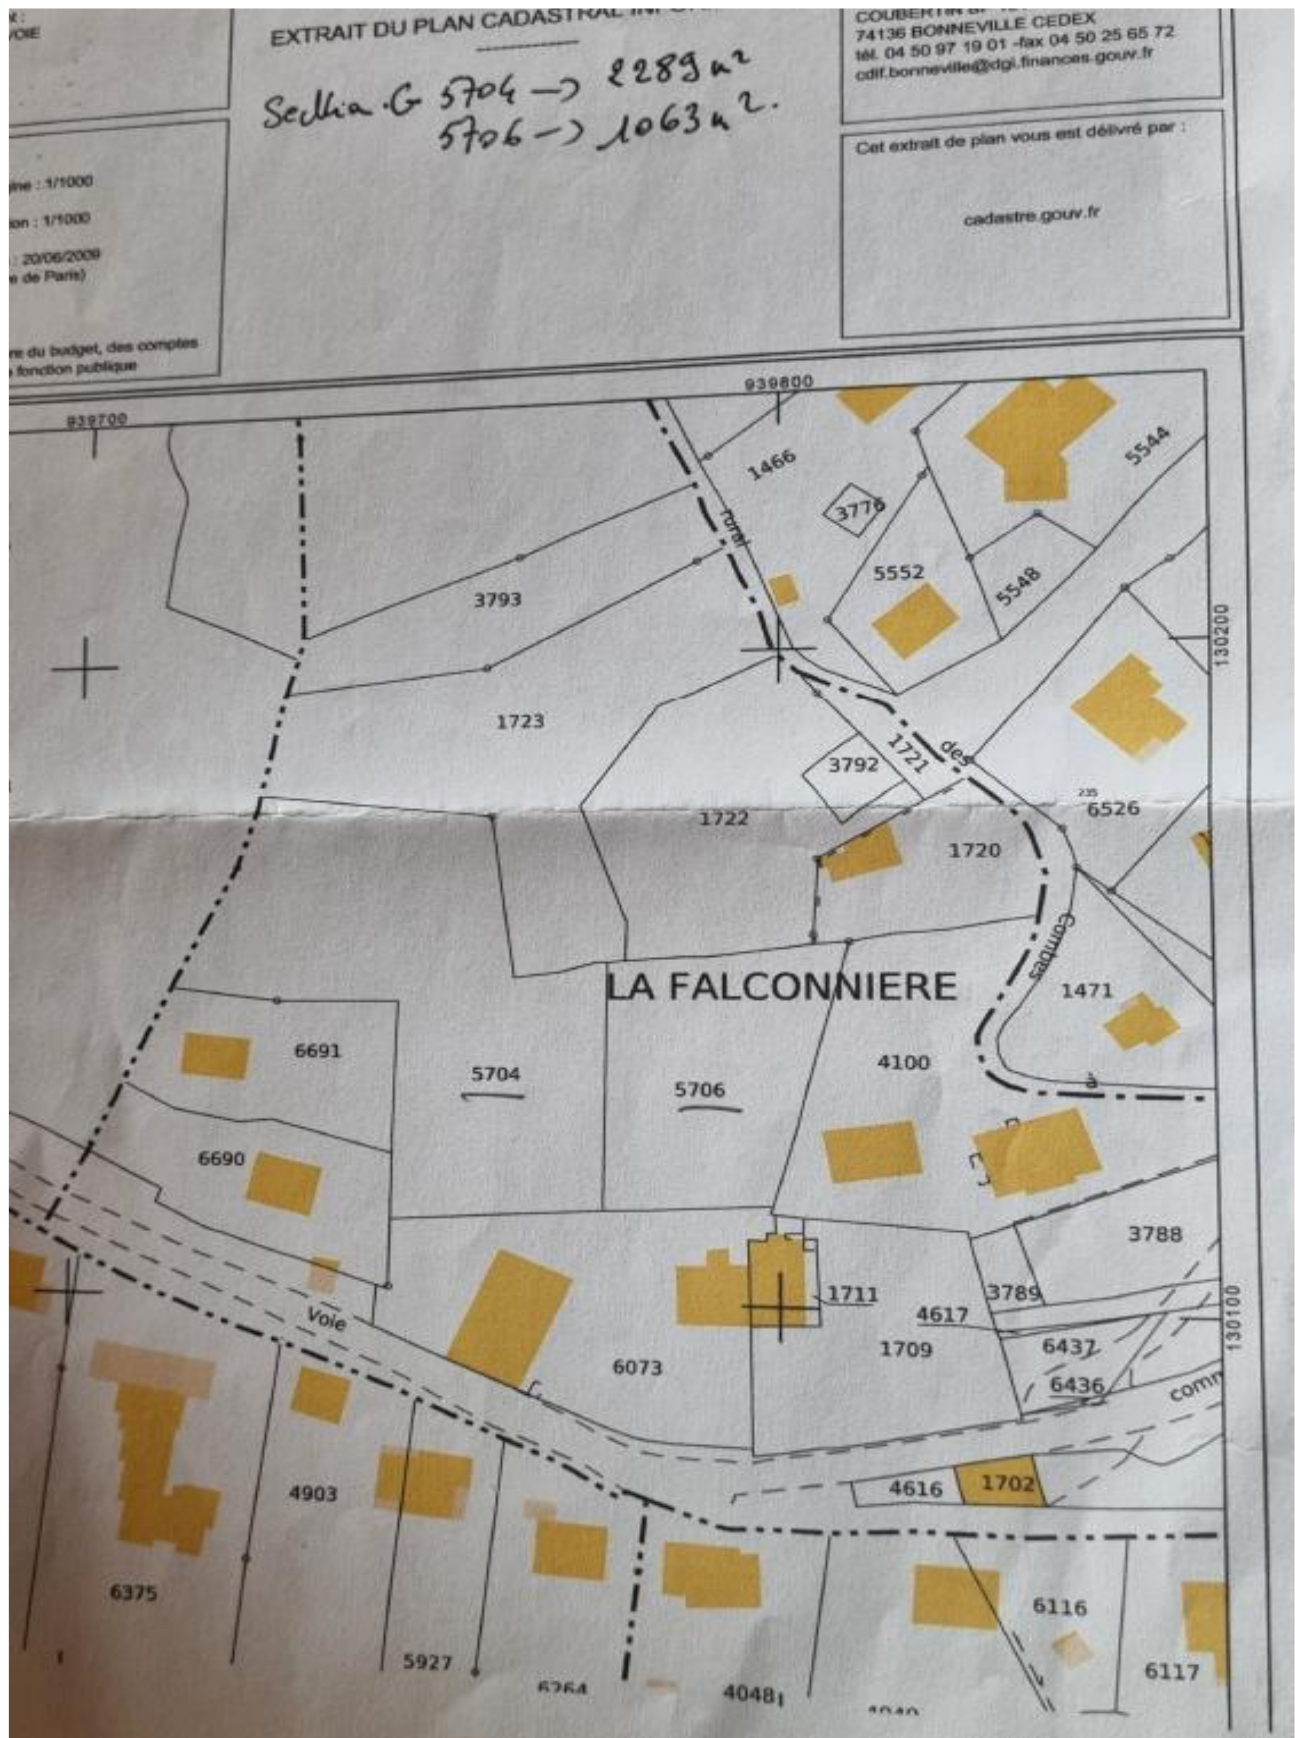 EXTRAIT DU PLAN CADASTRAL
Section.G 5704 -> 2289 m²
5706 -> 1063 m².
COUBERTIN
74136 BONNEVILLE CEDEX
tél. 04 50 97 19 01 -fax 04 50 25 65 72
cdif.bonneville@dgi.finances.gouv.fr
Cet extrait de plan vous est délivré par :
cadastre.gouv.fr
: 1/1000
: 1/1000
: 20/06/2009
de Paris)
du budget, des comptes
fonction publique
939700
939800
1466
5544
3776
rural
5552
5548
3793
130200
1723
des
1721
3792
235
6526
1722
1720
Combes
LA FALCONNIERE
1471
6691
5704
5706
4100
à
6690
3788
1711
3789
4617
130100
Voie
6073
1709
6437
6436
comm
4903
4616
1702
6375
6116
5927
6264
4048
6117
4049